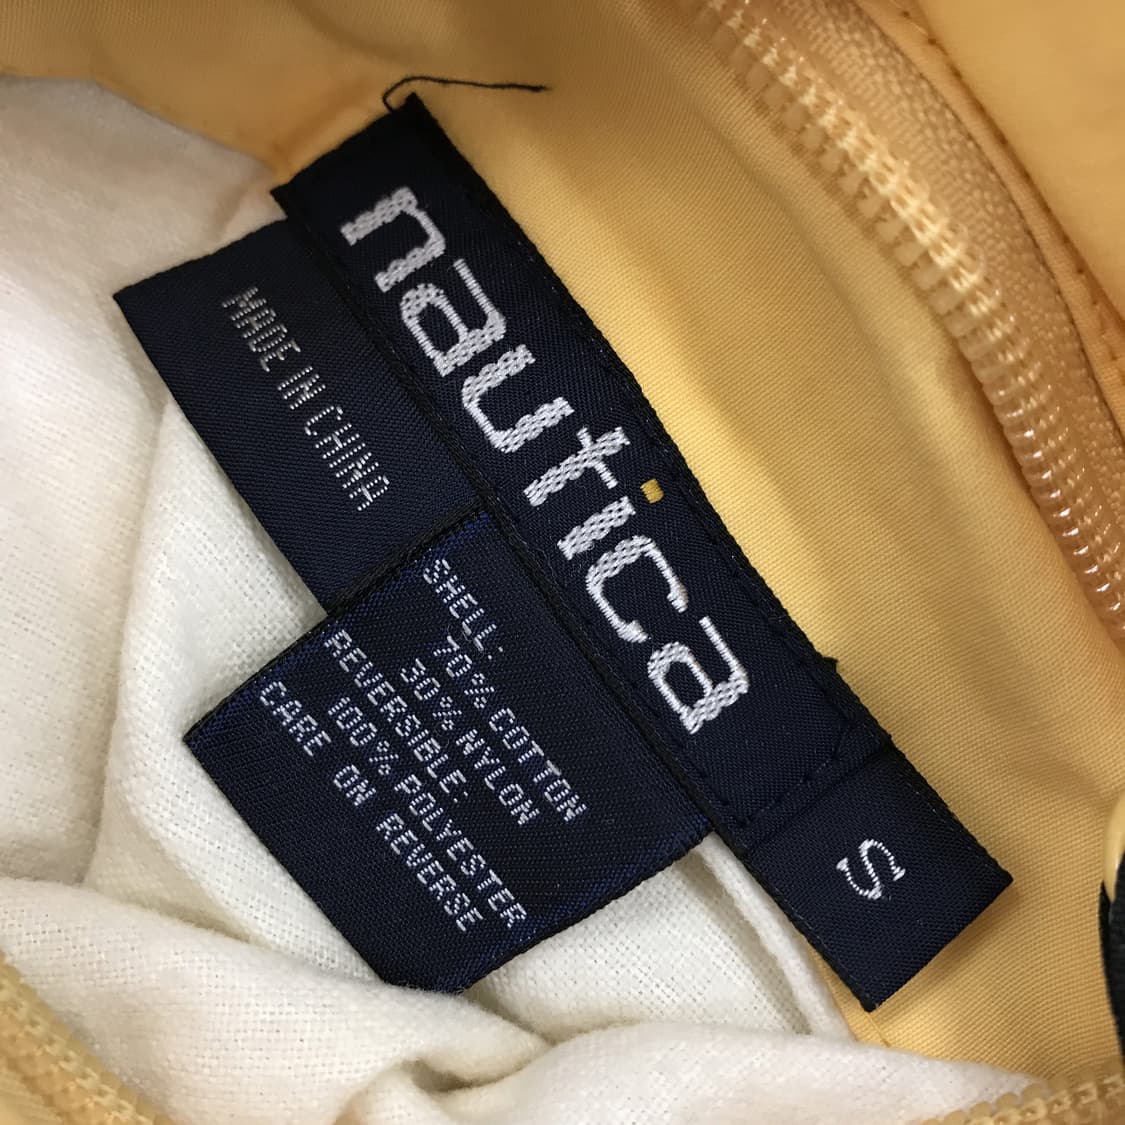 nautica
S
MADE IN CHINA
SHELL:
70% COTTON
30% NYLON
REVERSIBLE:
100% POLYESTER
CARE ON REVERSE